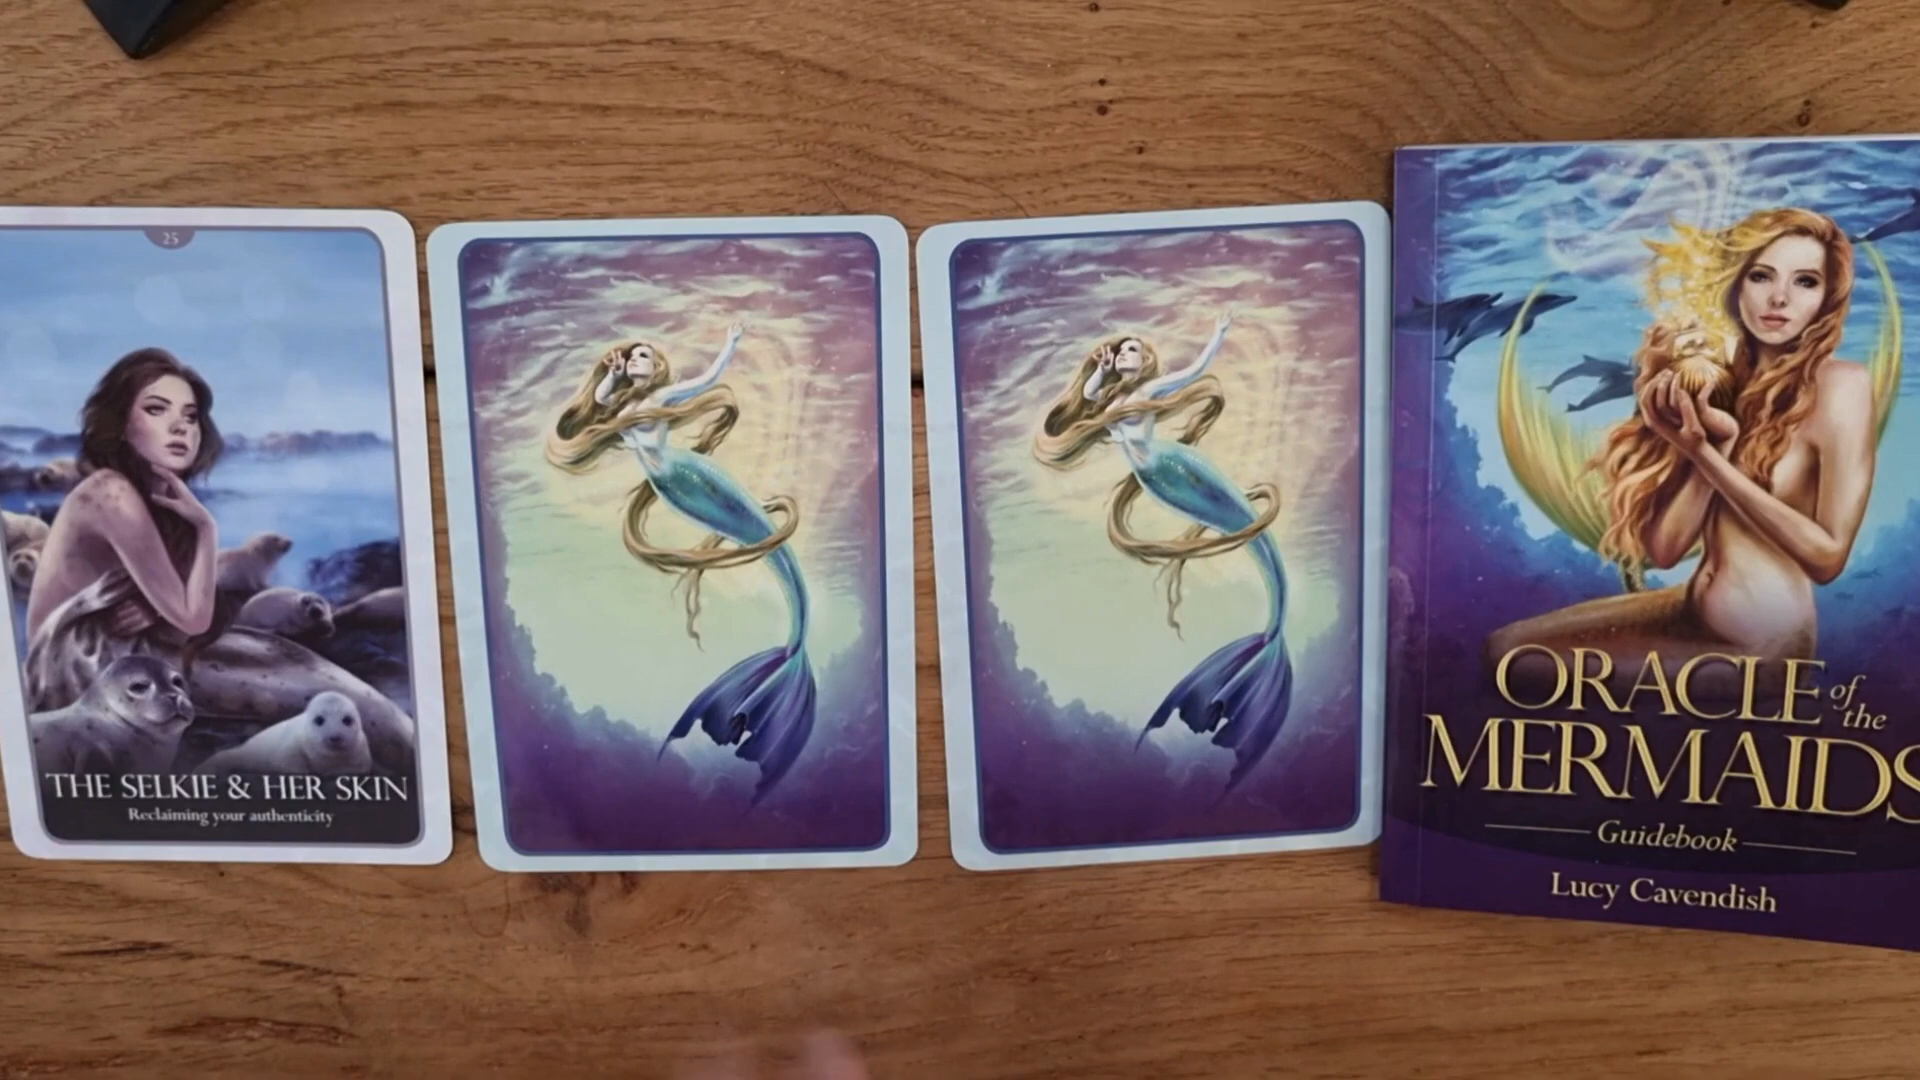 25
THE SELKIE & HER SKIN
Reclaiming your authenticity
ORACLE of the
MERMAIDS
Guidebook
Lucy Cavendish